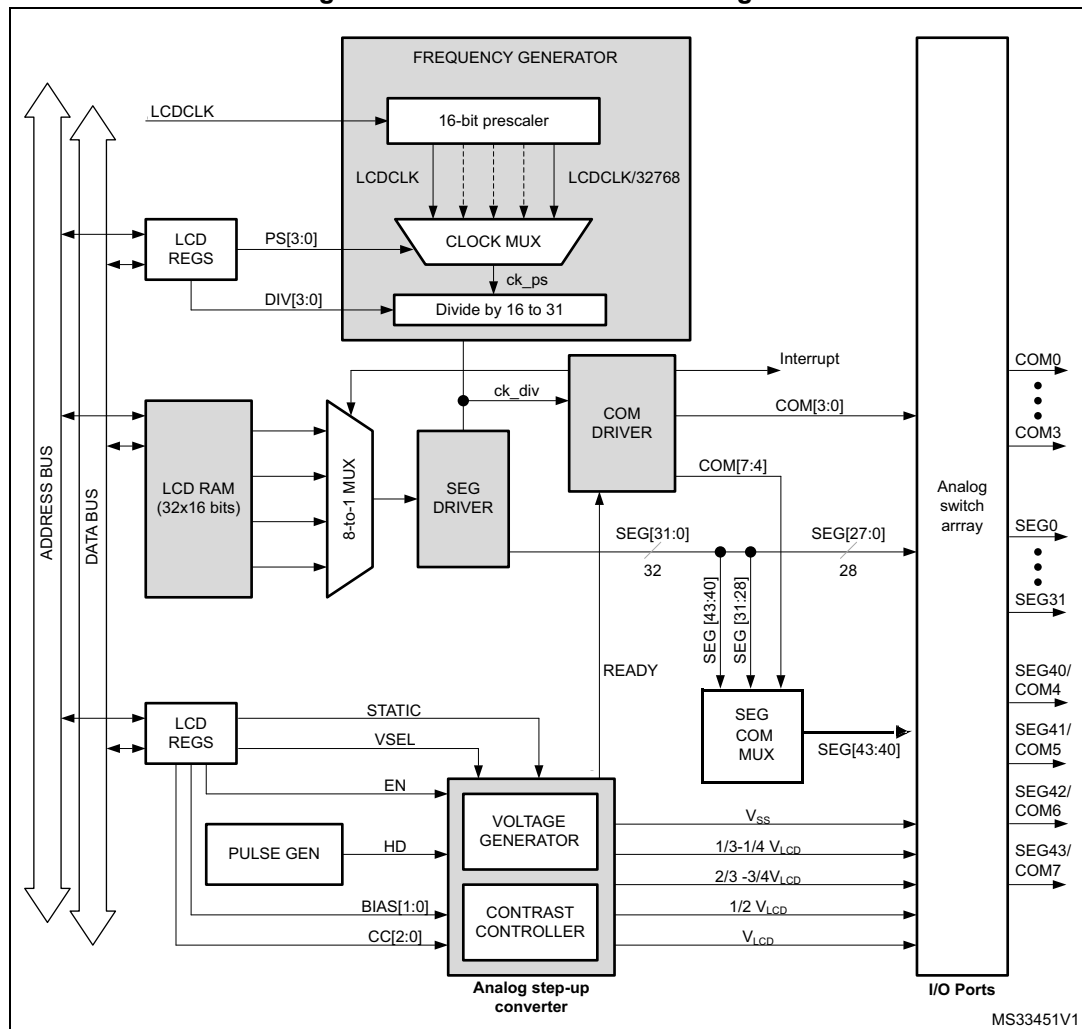 FREQUENCY GENERATOR
LCDCLK
16-bit prescaler
LCDCLK
LCDCLK/32768
LCD
REGS
PS[3:0]
CLOCK MUX
ck_ps
DIV[3:0]
Divide by 16 to 31
Interrupt
ck_div
COM
DRIVER
COM[3:0]
COM[7:4]
ADDRESS BUS
DATA BUS
LCD RAM
(32x16 bits)
8-to-1 MUX
SEG
DRIVER
SEG[31:0]
32
SEG[27:0]
28
SEG [43:40]
SEG [31:28]
READY
SEG
COM
MUX
SEG[43:40]
Analog
switch
arrray
COM0
COM3
SEG0
SEG31
SEG40/
COM4
SEG41/
COM5
SEG42/
COM6
SEG43/
COM7
LCD
REGS
STATIC
VSEL
EN
PULSE GEN
HD
BIAS[1:0]
CC[2:0]
VOLTAGE
GENERATOR
CONTRAST
CONTROLLER
VSS
1/3-1/4 VLCD
2/3 -3/4VLCD
1/2 VLCD
VLCD
Analog step-up
converter
I/O Ports
MS33451V1